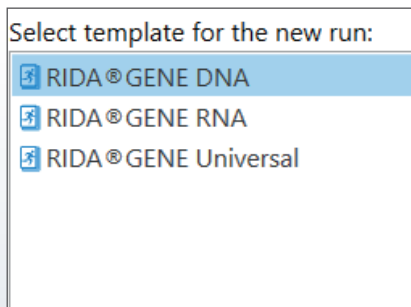 Select template for the new run:
RIDA®GENE DNA
RIDA®GENE RNA
RIDA®GENE Universal